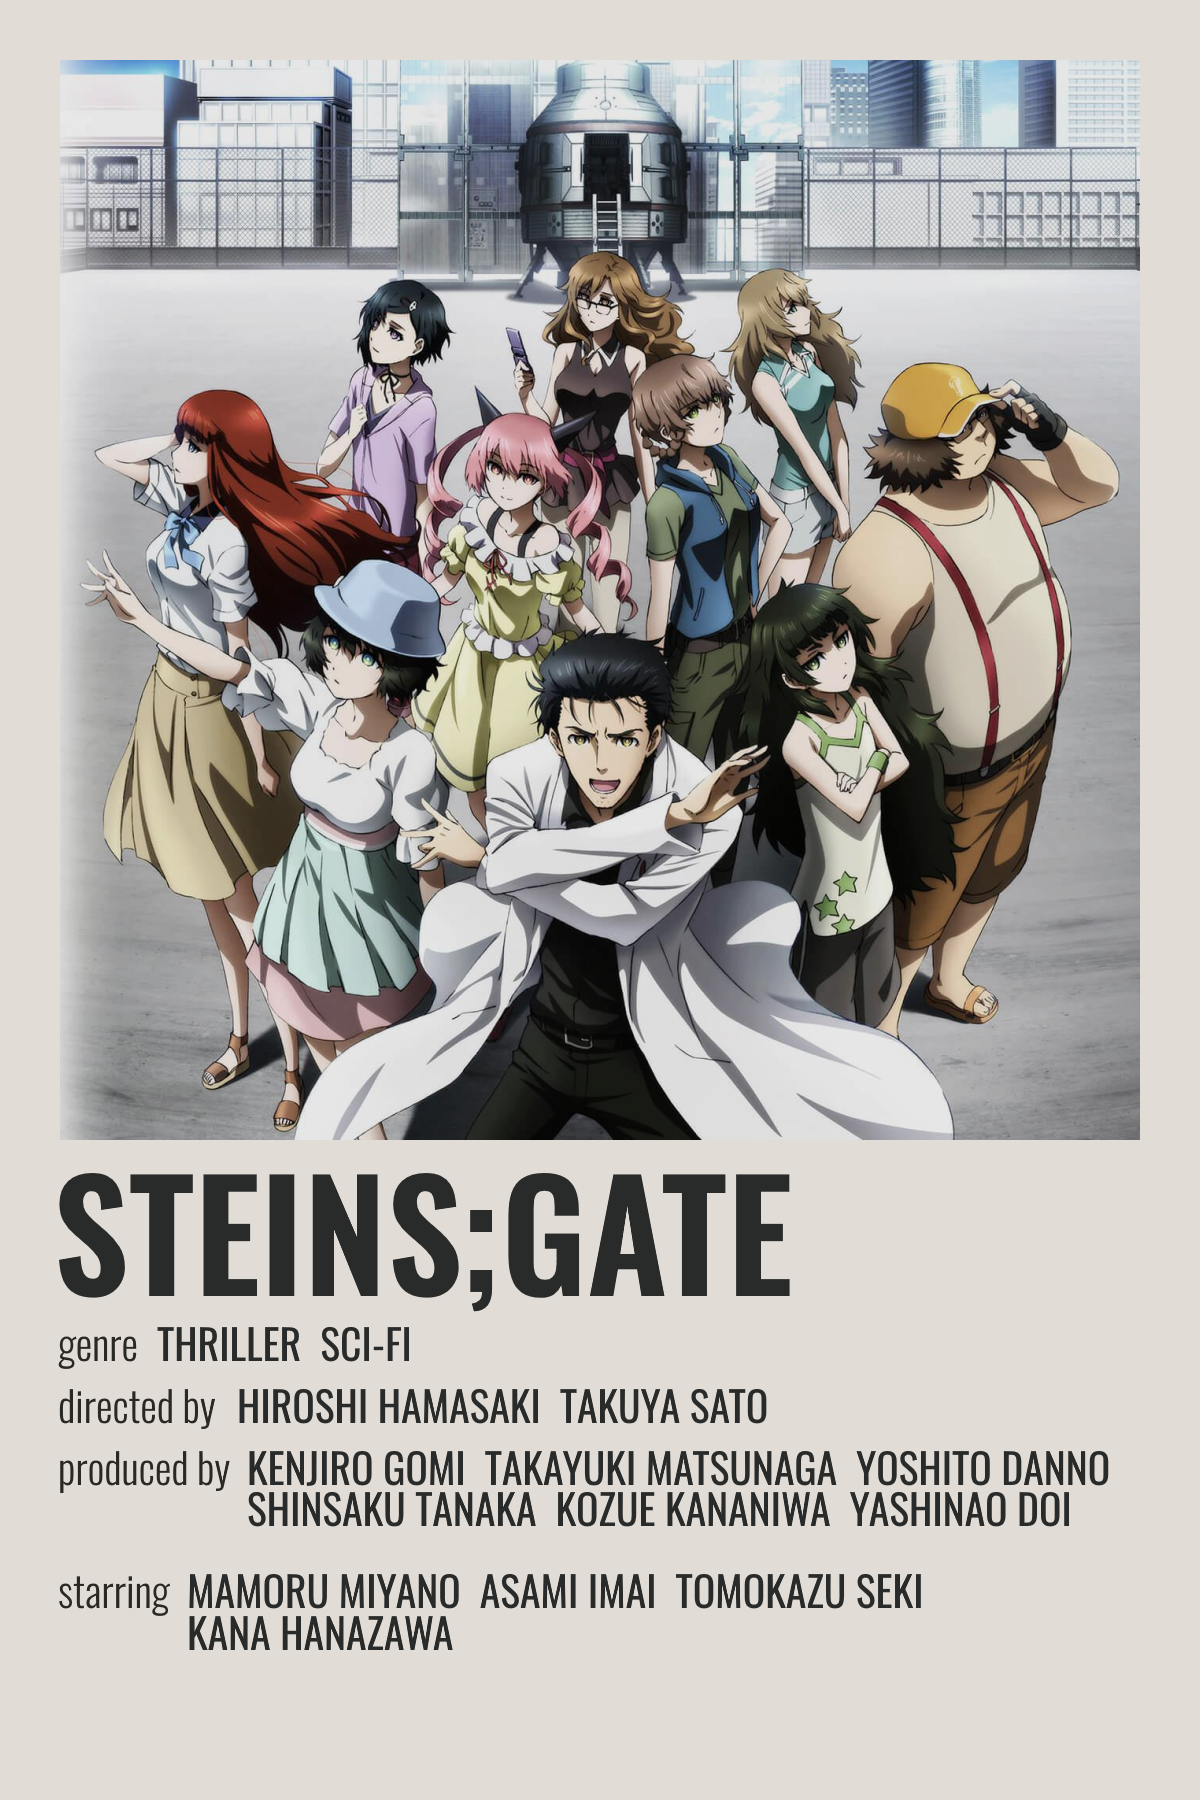 STEINS;GATE
genre THRILLER SCI-FI
directed by HIROSHI HAMASAKI TAKUYA SATO
produced by KENJIRO GOMI TAKAYUKI MATSUNAGA YOSHITO DANNO
SHINSAKU TANAKA KOZUE KANANIWA YASHINAO DOI
starring MAMORU MIYANO ASAMI IMAI TOMOKAZU SEKI
KANA HANAZAWA